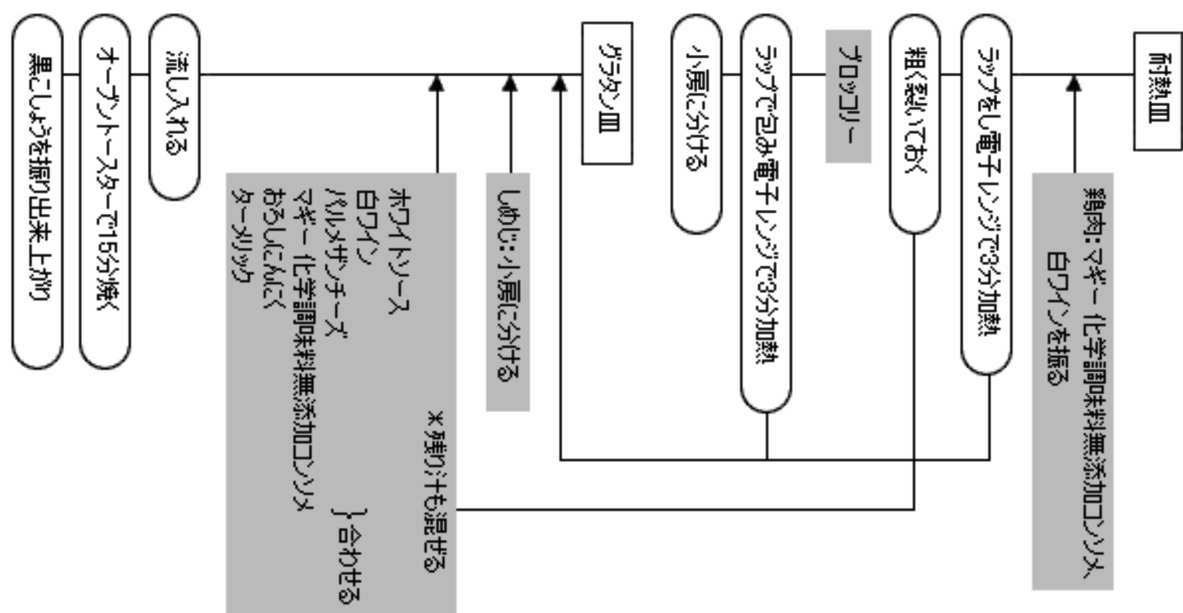 耐熱皿
鶏肉:マギー 化学調味料無添加コンソメ、
白ワインを振る
ラップをし電子レンジで3分加熱
粗く裂いておく
ブロッコリー
ラップで包み電子レンジで3分加熱
小房に分ける
グラタン皿
しめじ:小房に分ける
*残り汁も混ぜる
ホワイトソース
白ワイン
パルメザンチーズ
マギー 化学調味料無添加コンソメ
おろしにんにく
ターメリック
}合わせる
流し入れる
オーブントースターで15分焼く
黒こしょうを振り出来上がり